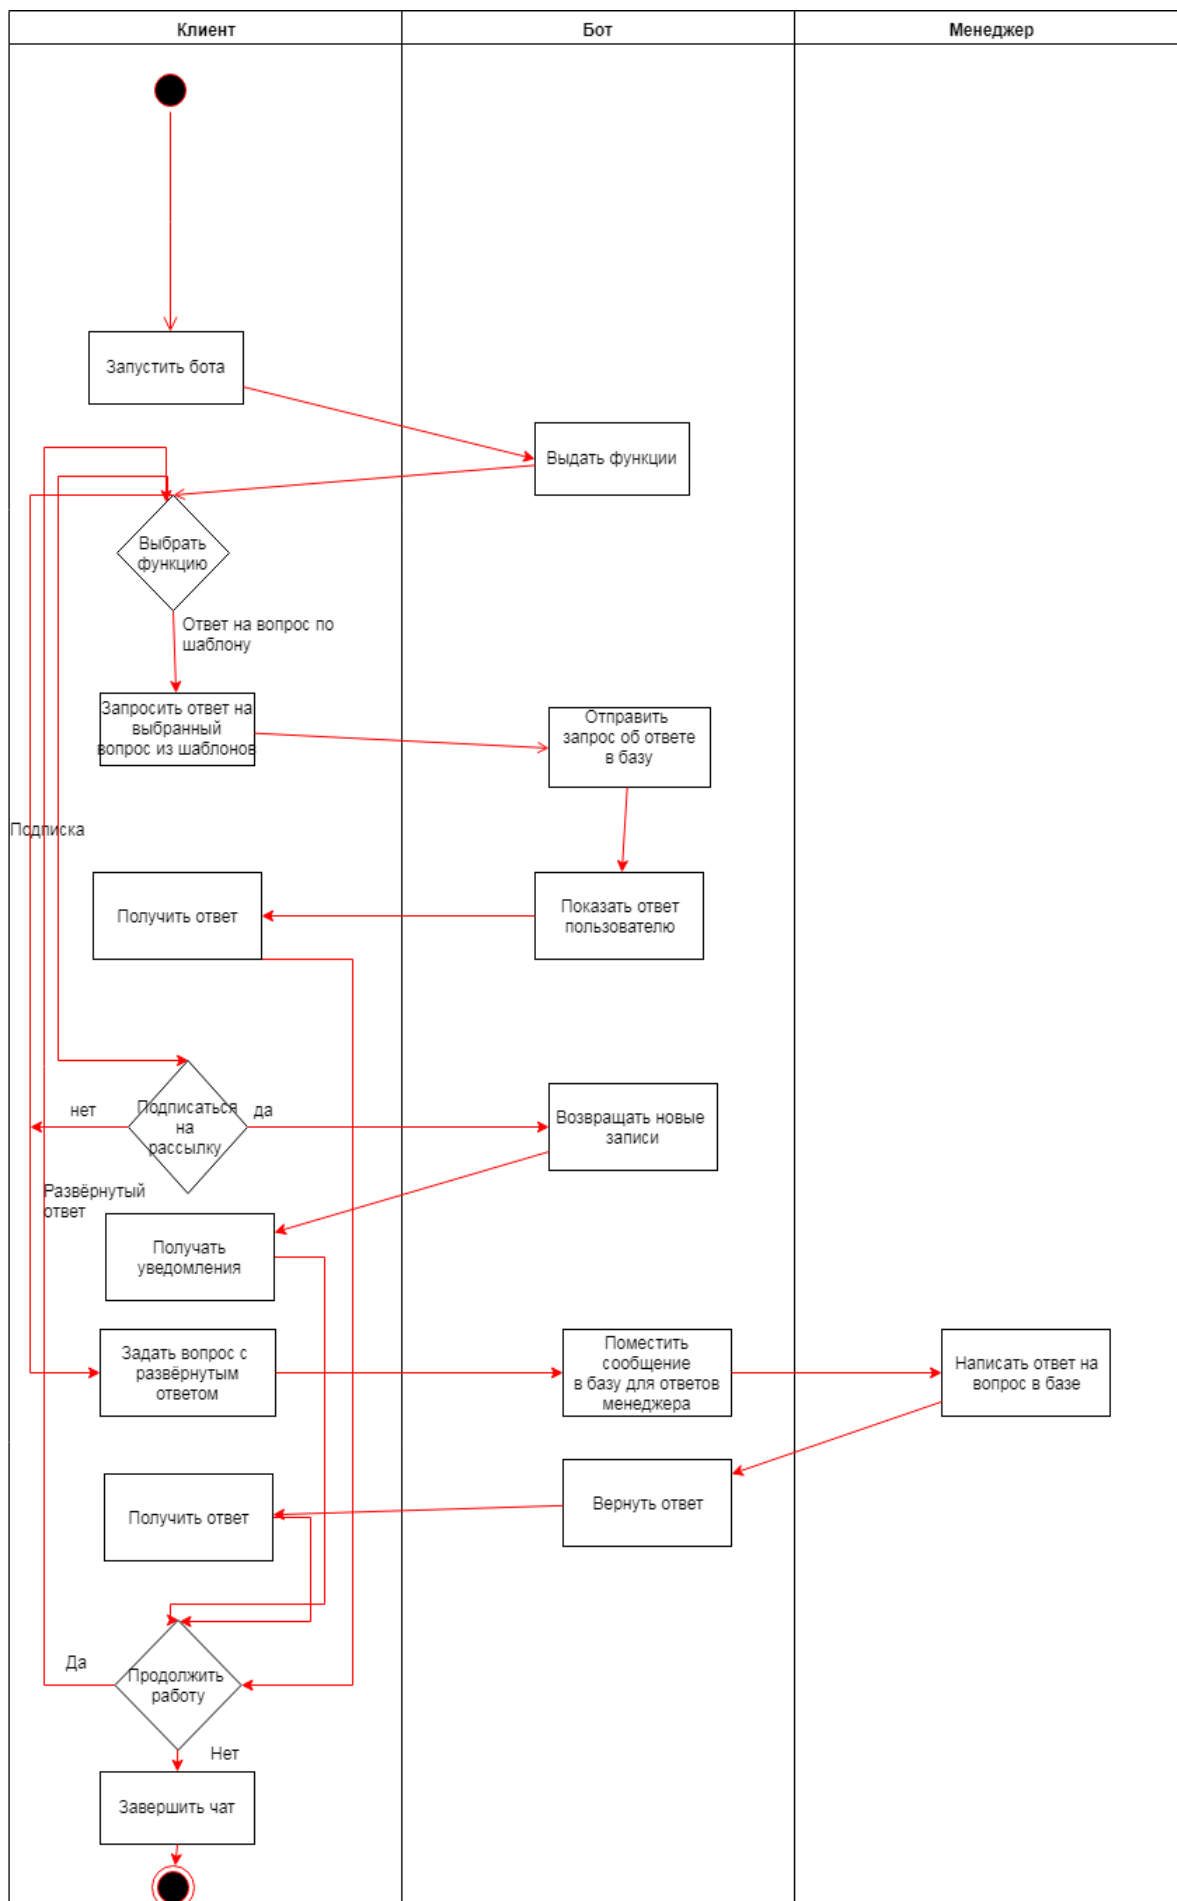 Клиент
Бот
Менеджер
Запустить бота
Выдать функции
Выбрать
функцию
Ответ на вопрос по
шаблону
Запросить ответ на
выбранный
вопрос из шаблонов
Отправить
запрос об ответе
в базу
Подписка
Получить ответ
Показать ответ
пользователю
нет
Подписаться
на
рассылку
да
Возвращать новые
записи
Развёрнутый
ответ
Получать
уведомления
Задать вопрос с
развёрнутым
ответом
Поместить
сообщение
в базу для ответов
менеджера
Написать ответ на
вопрос в базе
Получить ответ
Вернуть ответ
Да
Продолжить
работу
Нет
Завершить чат